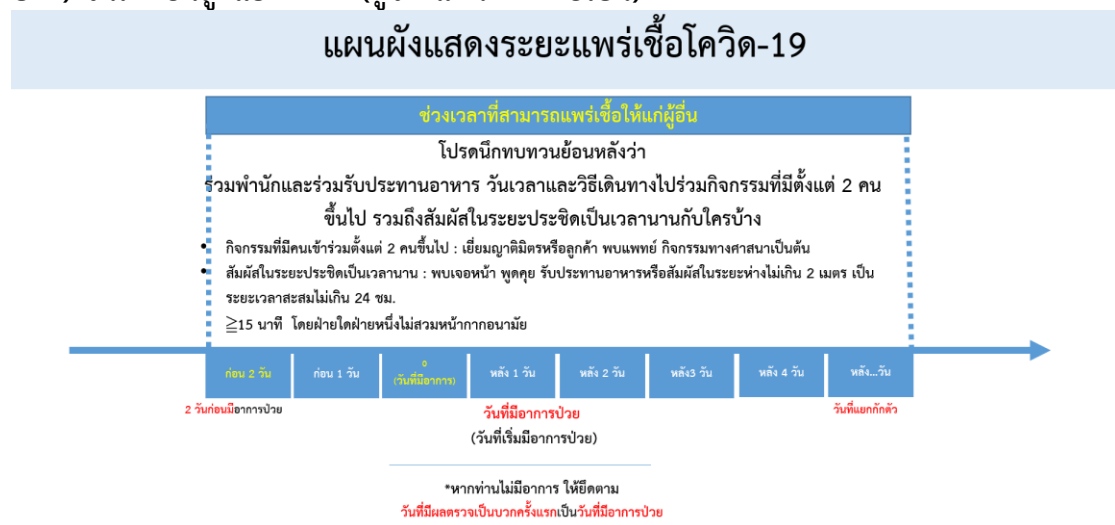 แผนผังแสดงระยะแพร่เชื้อโควิด-19
ช่วงเวลาที่สามารถแพร่เชื้อให้แก่ผู้อื่น
โปรดนึกทบทวนย้อนหลังว่า
ร่วมพำนักและร่วมรับประทานอาหาร วันเวลาและวิธีเดินทางไปร่วมกิจกรรมที่มีตั้งแต่ 2 คน
ขึ้นไป รวมถึงสัมผัสในระยะประชิดเป็นเวลานานกับใครบ้าง
• กิจกรรมที่มีคนเข้าร่วมตั้งแต่ 2 คนขึ้นไป : เยี่ยมญาติมิตรหรือลูกค้า พบแพทย์ กิจกรรมทางศาสนาเป็นต้น
• สัมผัสในระยะประชิดเป็นเวลานาน : พบเจอหน้า พูดคุย รับประทานอาหารหรือสัมผัสในระยะห่างไม่เกิน 2 เมตร เป็น
ระยะเวลาสะสมไม่เกิน 24 ชม.
≧15 นาที โดยฝ่ายใดฝ่ายหนึ่งไม่สวมหน้ากากอนามัย
ก่อน 2 วัน
ก่อน 1 วัน
0
(วันที่มีอาการ)
หลัง 1 วัน
หลัง 2 วัน
หลัง3 วัน
หลัง 4 วัน
หลัง...วัน
2 วันก่อนมีอาการป่วย
วันที่มีอาการป่วย
(วันที่เริ่มมีอาการป่วย)
วันที่แยกกักตัว
*หากท่านไม่มีอาการ ให้ยึดตาม
วันที่มีผลตรวจเป็นบวกครั้งแรกเป็นวันที่มีอาการป่วย